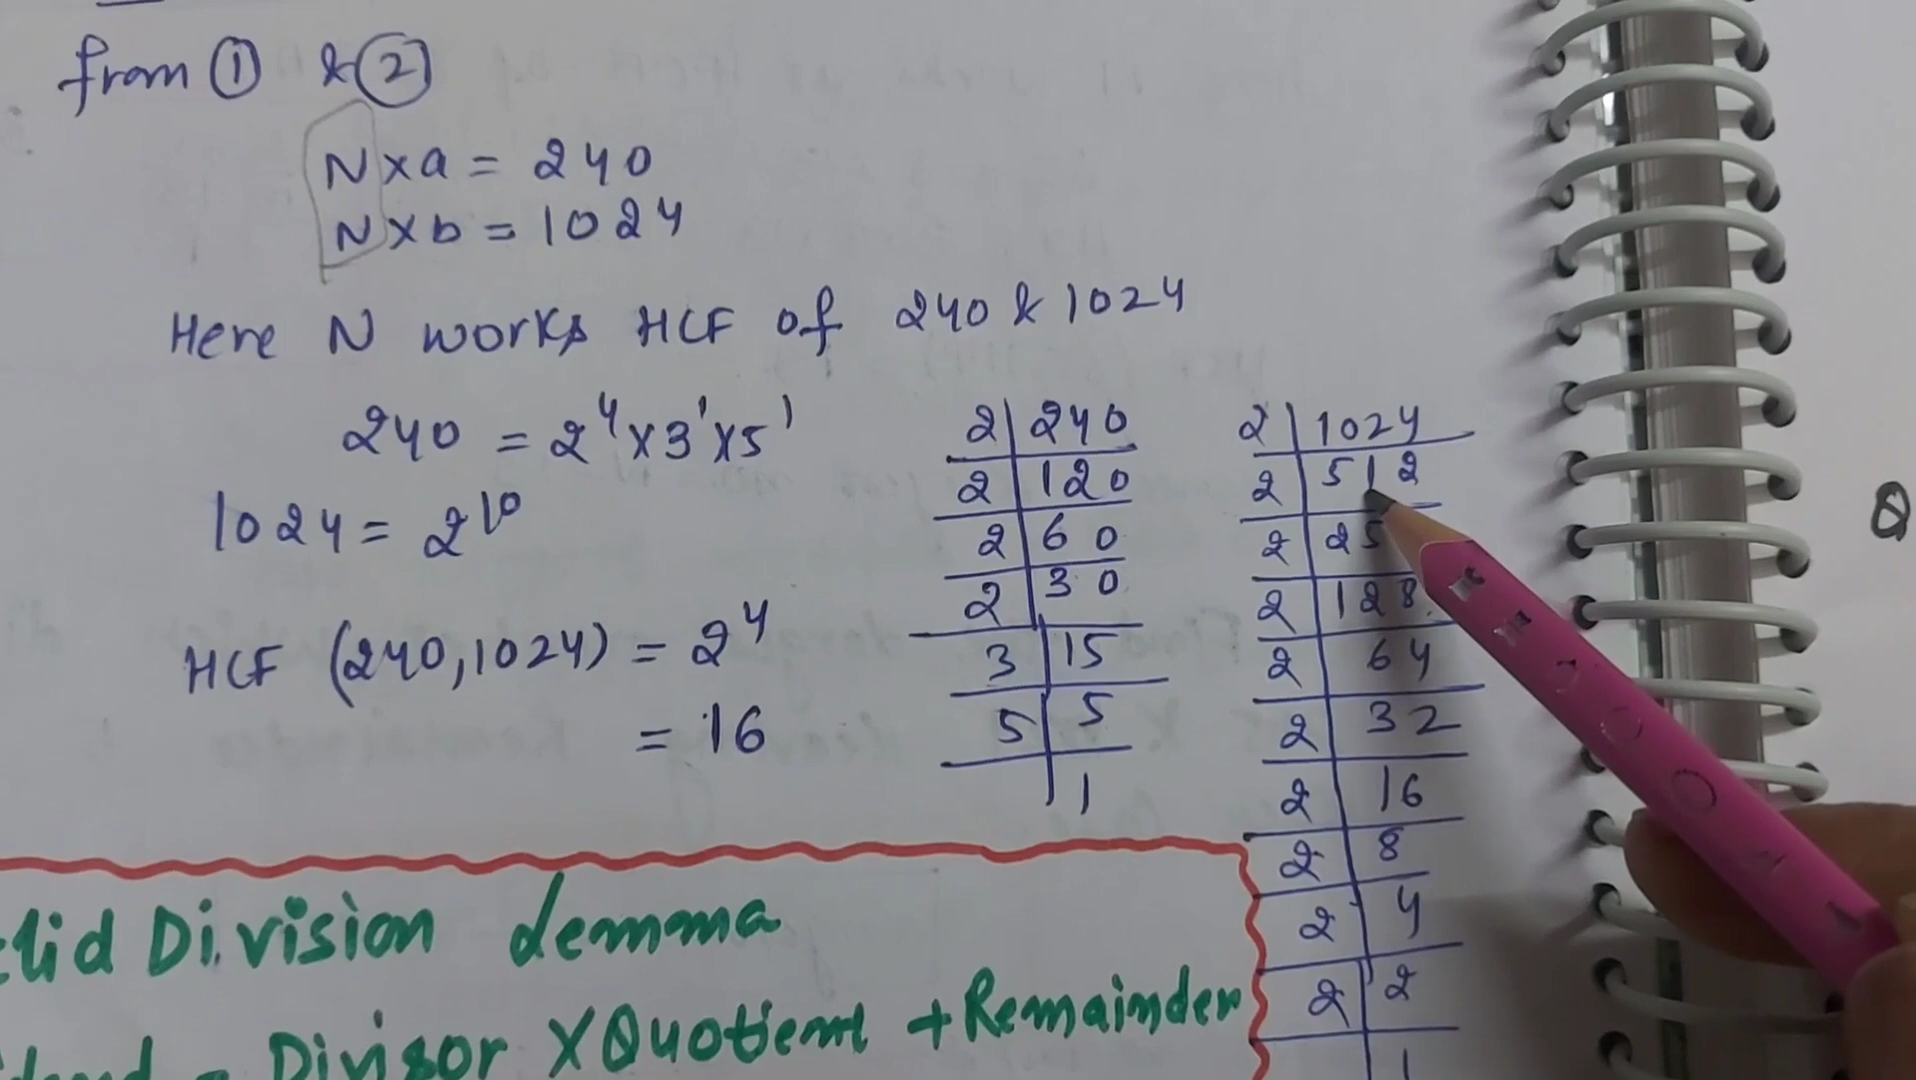 from ① & ②
N x a = 240
N x b = 1024
Here N works HCF of 240 & 1024
240 = 2⁴ x 3¹ x 5¹
1024 = 2¹⁰
HCF (240, 1024) = 2⁴
= 16
2 | 240
2 | 120
2 | 60
2 | 30
3 | 15
5 | 5
1
2 | 1024
2 | 512
2 | 25
2 | 128
2 | 64
2 | 32
2 | 16
2 | 8
2 | 4
2 | 2
1
Q
Division Lemma
= Divisor X Quotient + Remainder